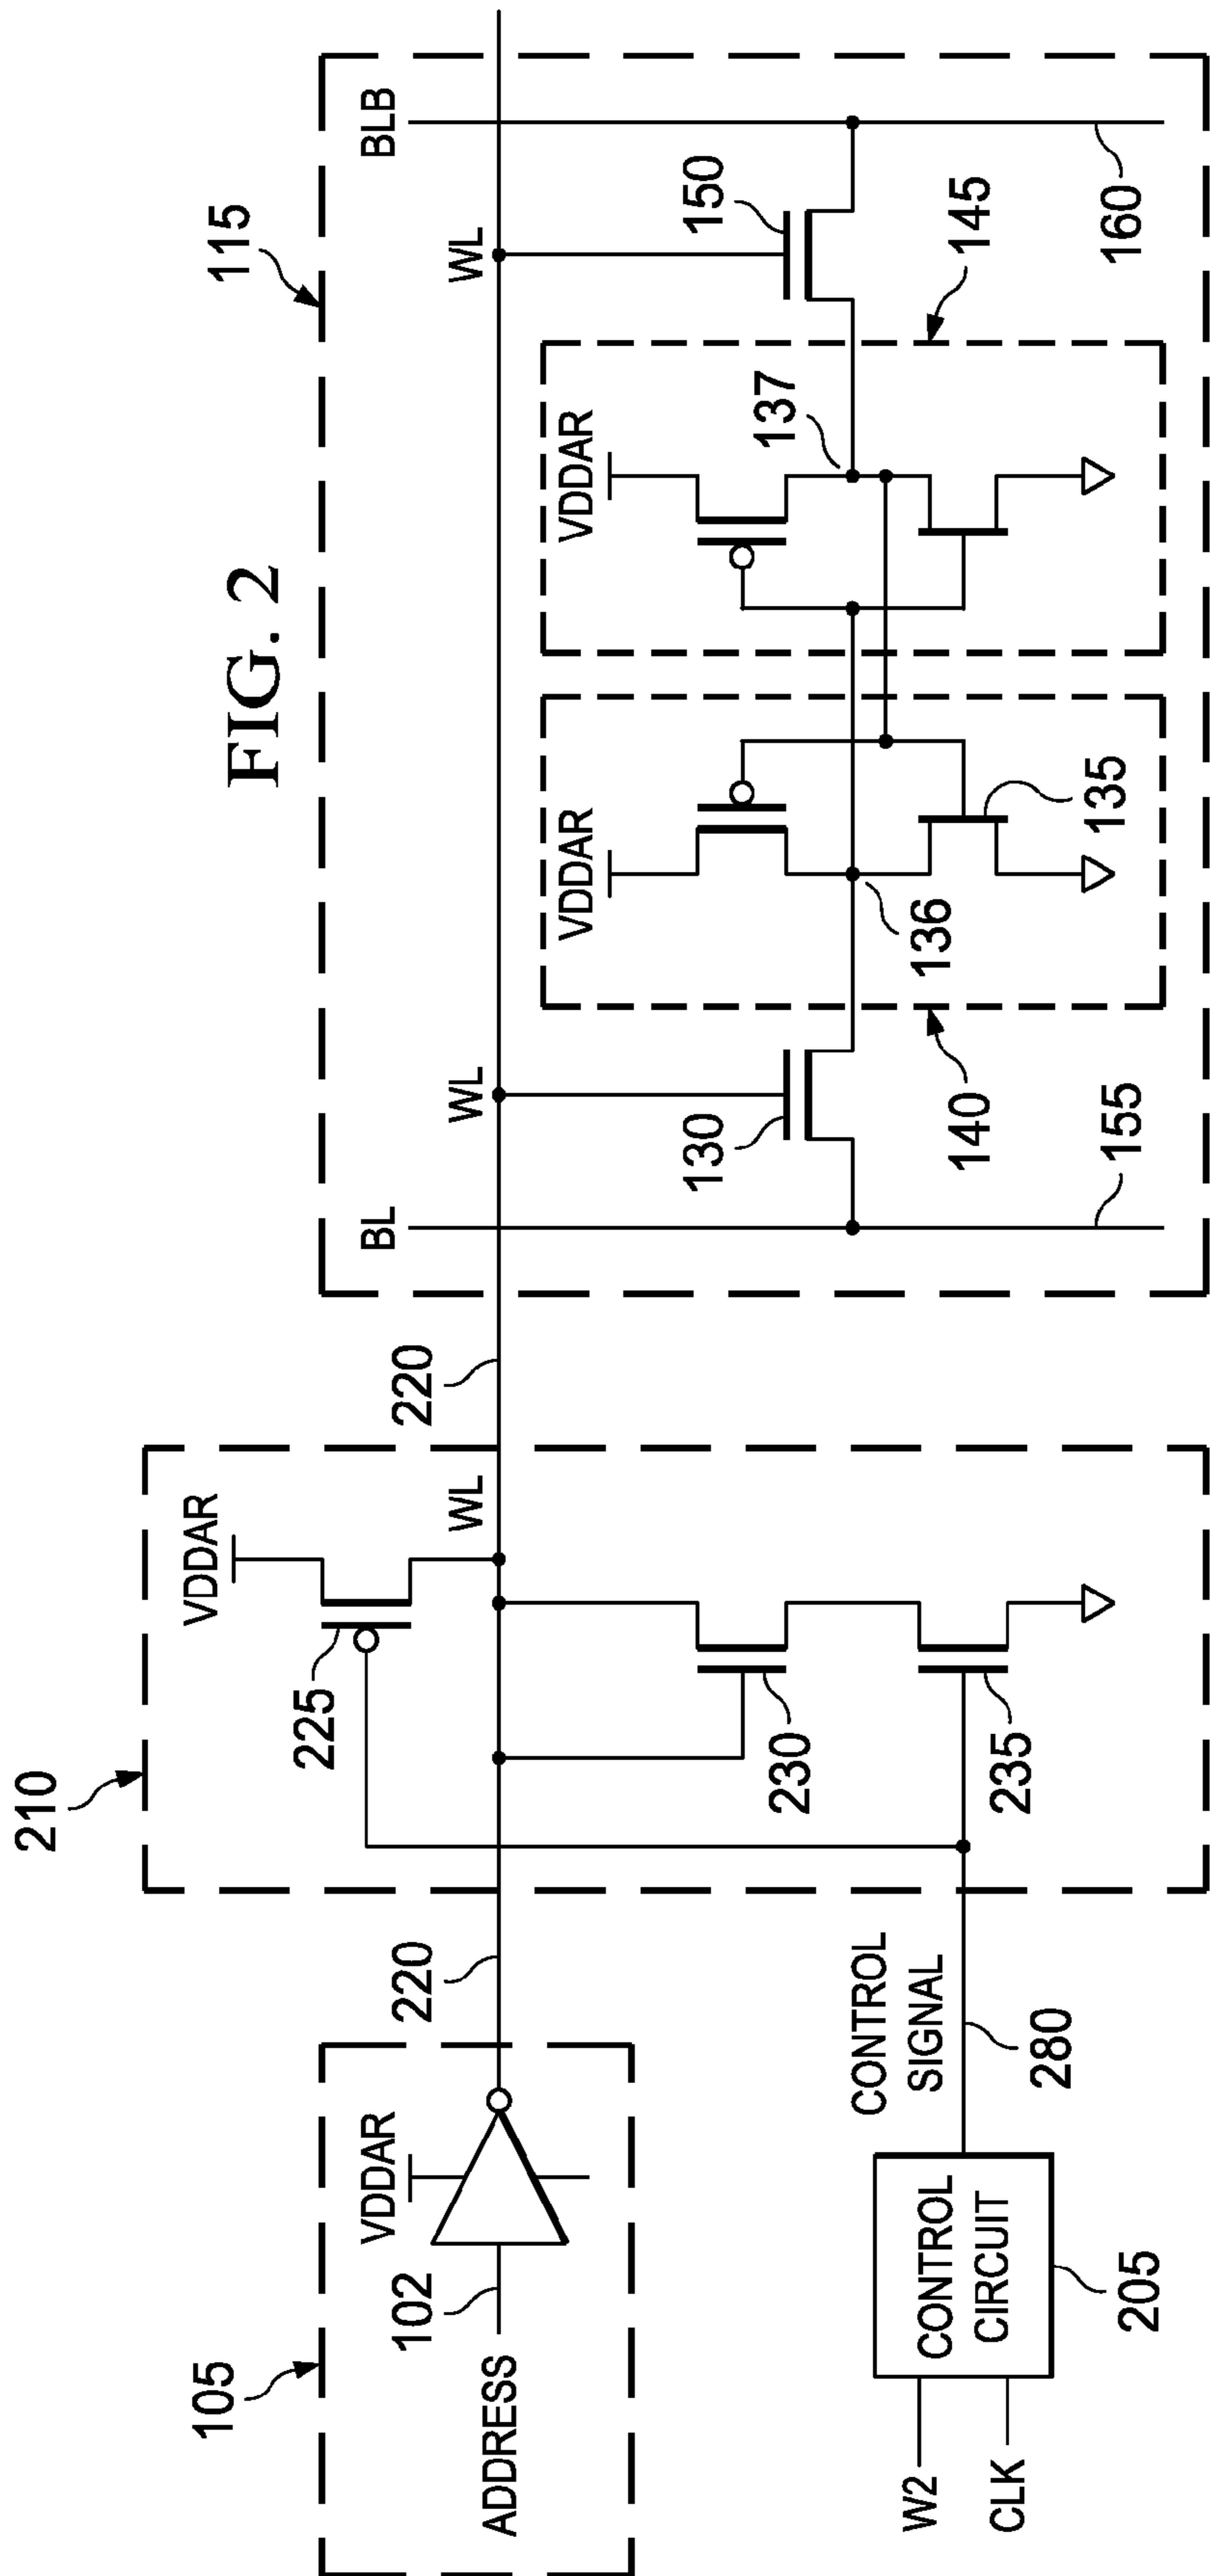 FIG. 2
105
VDDAR
ADDRESS
102
220
210
VDDAR
225
WL
230
235
CONTROL
SIGNAL
280
W2
CLK
CONTROL
CIRCUIT
205
220
115
BL
WL
WL
BLB
130
150
VDDAR
VDDAR
137
136
135
140
145
155
160